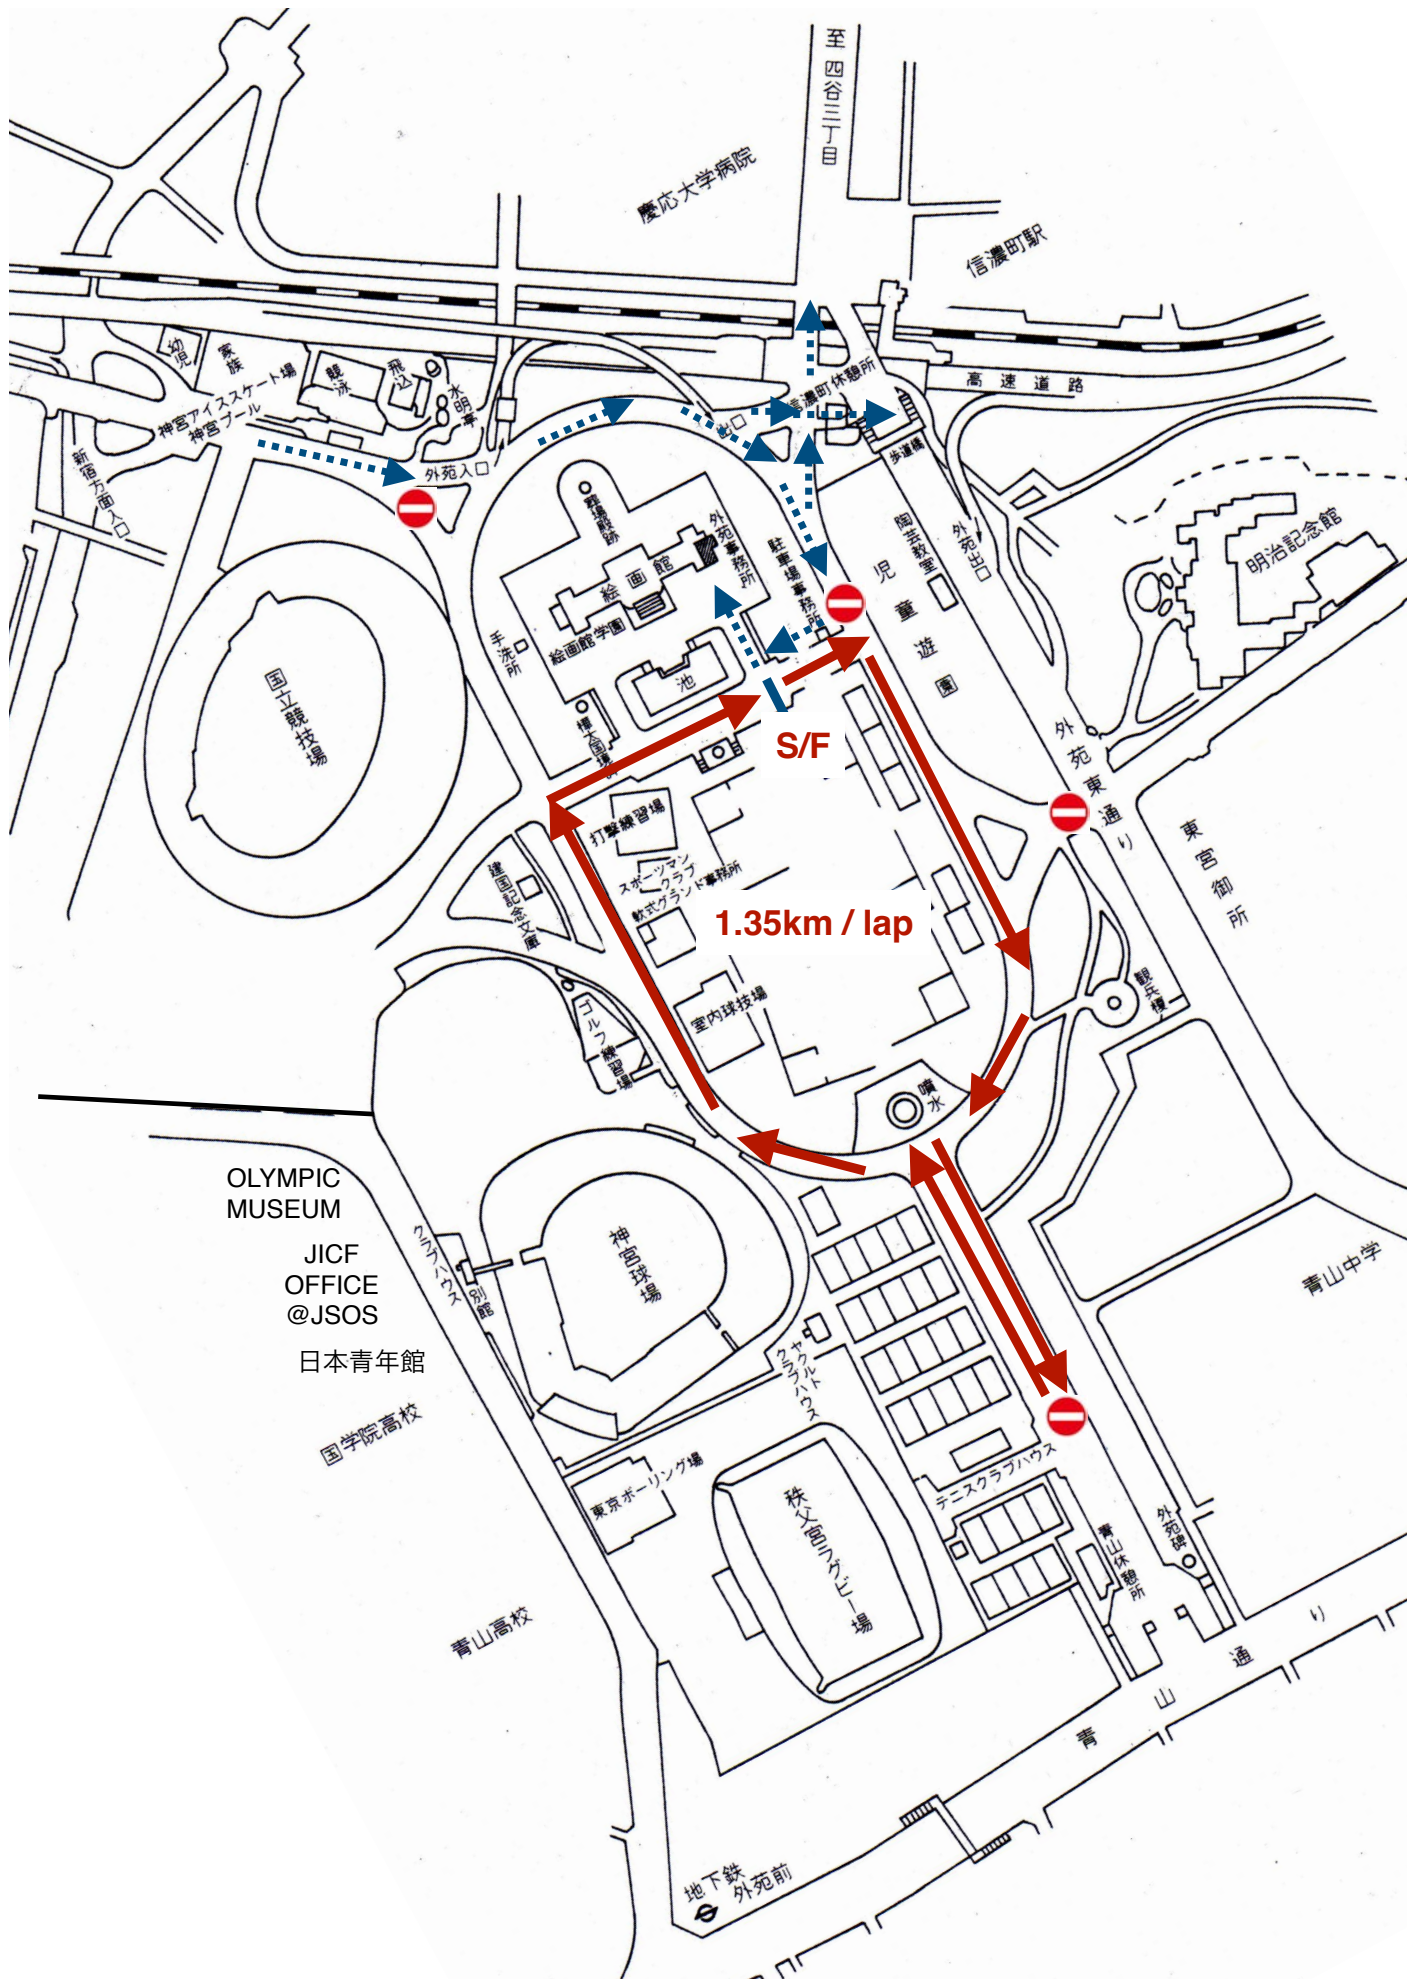 至四谷三丁目
慶応大学病院
信濃町駅
幼児
家族
競泳
飛込
水明亭
神宮アイススケート場
神宮プール
新宿方面入口
外苑入口
出口
信濃町休憩所
高速道路
歩道橋
葬場殿跡
外苑事務所
絵画館
絵画館学園
駐車場事務所
陶芸教室
児童遊園
外苑出口
明治記念館
手洗所
池
国立競技場
S/F
外苑東通り
東宮御所
打撃練習場
スポーツマン
クラブ
軟式グランド事務所
建国記念文庫
1.35km / lap
室内球技場
ゴルフ練習場
観兵榎
噴水
OLYMPIC
MUSEUM
JICF
OFFICE
@JSOS
日本青年館
クラブハウス
別館
神宮球場
ヤクルト
クラブハウス
青山中学
国学院高校
東京ボーリング場
テニスクラブハウス
秩父宮ラグビー場
青山休憩所
外苑碑
青山高校
青山通り
地下鉄
外苑前